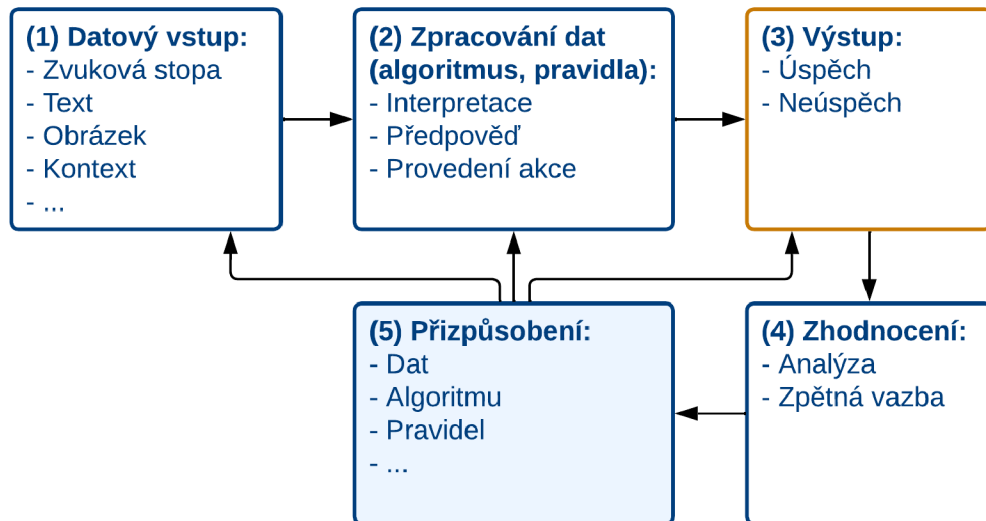 (1) Datový vstup:
- Zvuková stopa
- Text
- Obrázek
- Kontext
- ...
(2) Zpracování dat
(algoritmus, pravidla):
- Interpretace
- Předpověď
- Provedení akce
(3) Výstup:
- Úspěch
- Neúspěch
(4) Zhodnocení:
- Analýza
- Zpětná vazba
(5) Přizpůsobení:
- Dat
- Algoritmu
- Pravidel
- ...